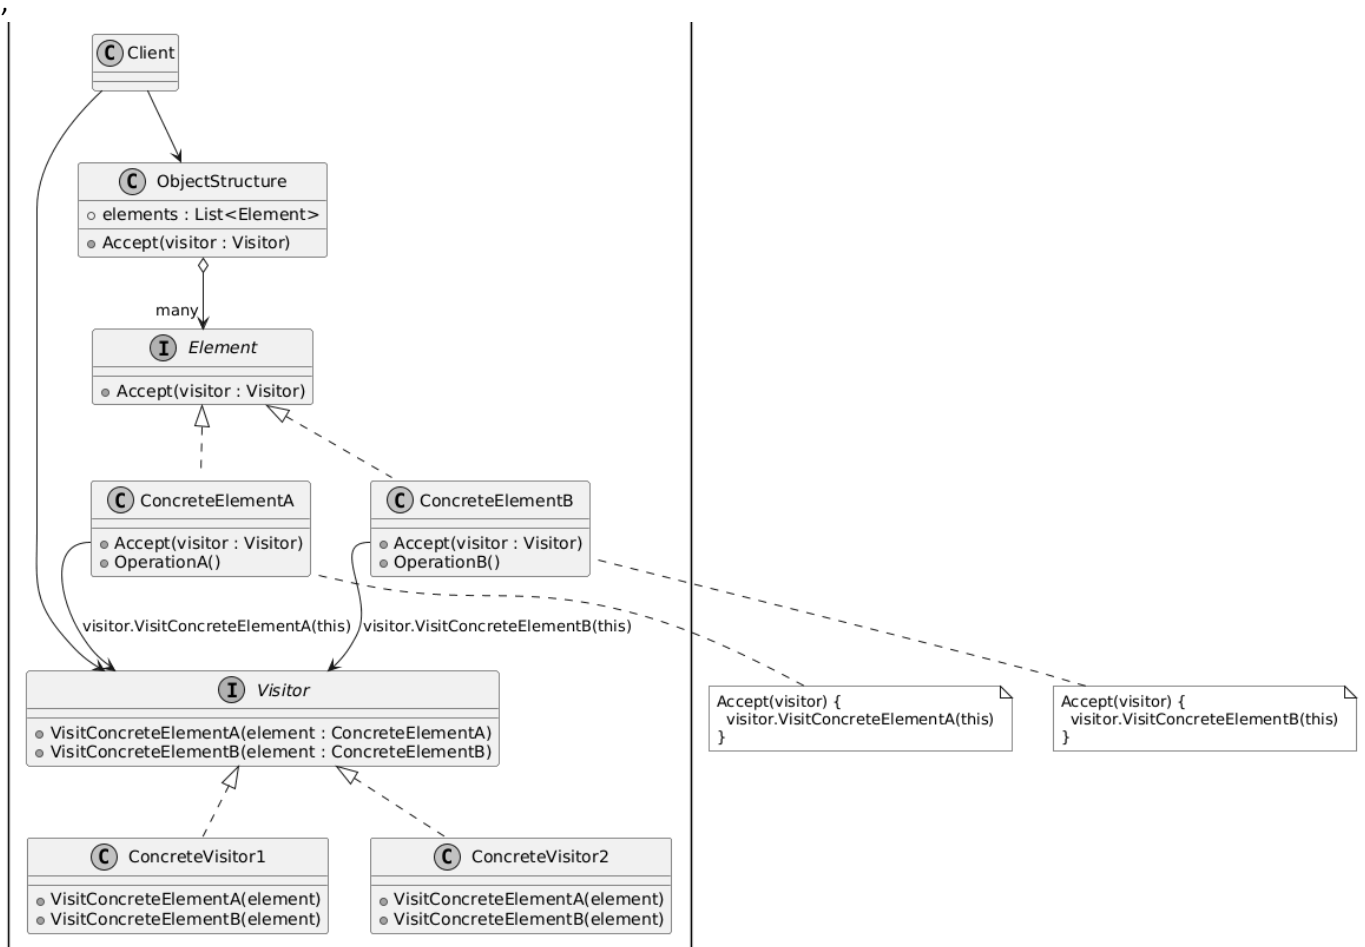 ,
C Client
C ObjectStructure
elements : List<Element>
Accept(visitor : Visitor)
many
I Element
Accept(visitor : Visitor)
C ConcreteElementA
Accept(visitor : Visitor)
OperationA()
C ConcreteElementB
Accept(visitor : Visitor)
OperationB()
visitor.VisitConcreteElementA(this)
visitor.VisitConcreteElementB(this)
I Visitor
VisitConcreteElementA(element : ConcreteElementA)
VisitConcreteElementB(element : ConcreteElementB)
Accept(visitor) {
visitor.VisitConcreteElementA(this)
}
Accept(visitor) {
visitor.VisitConcreteElementB(this)
}
C ConcreteVisitor1
VisitConcreteElementA(element)
VisitConcreteElementB(element)
C ConcreteVisitor2
VisitConcreteElementA(element)
VisitConcreteElementB(element)